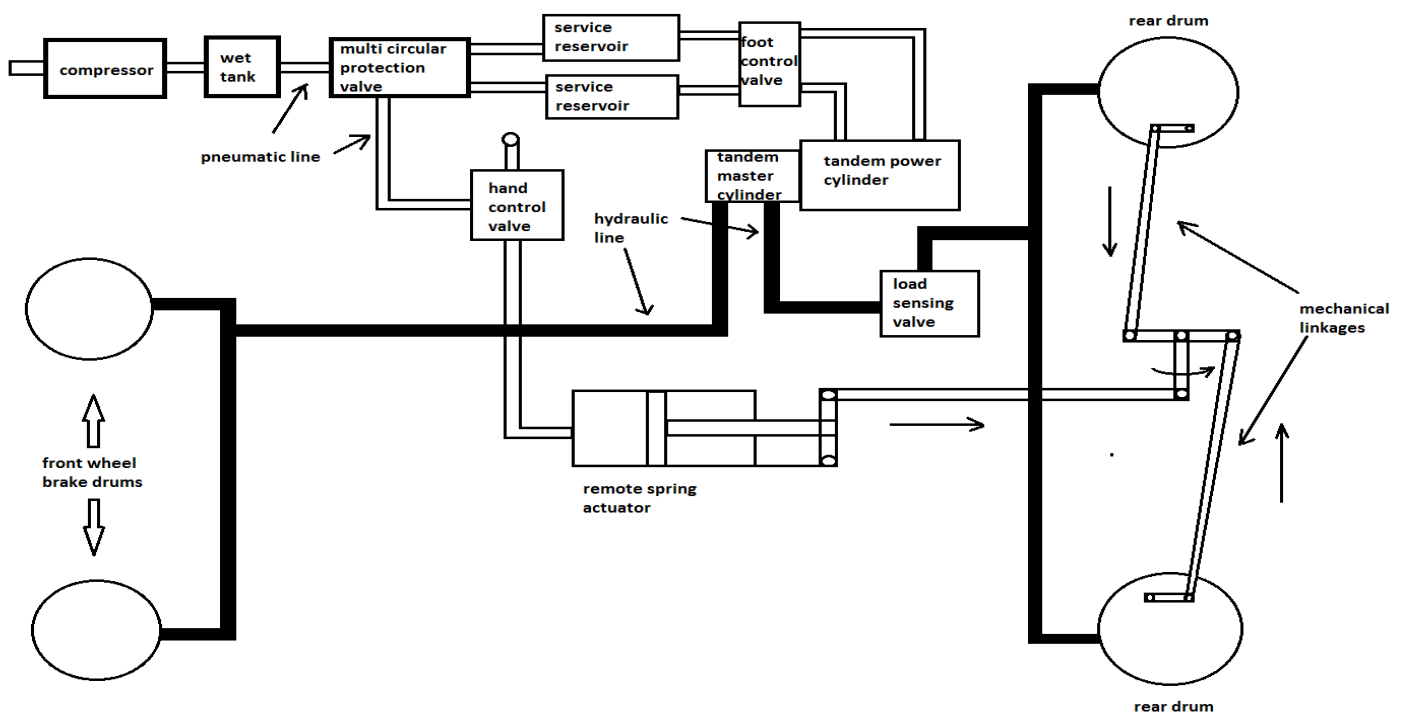 compressor
wet
tank
multi circular
protection
valve
service
reservoir
service
reservoir
foot
control
valve
rear drum
pneumatic line
hand
control
valve
tandem
master
cylinder
tandem power
cylinder
hydraulic
line
load
sensing
valve
mechanical
linkages
front wheel
brake drums
remote spring
actuator
rear drum